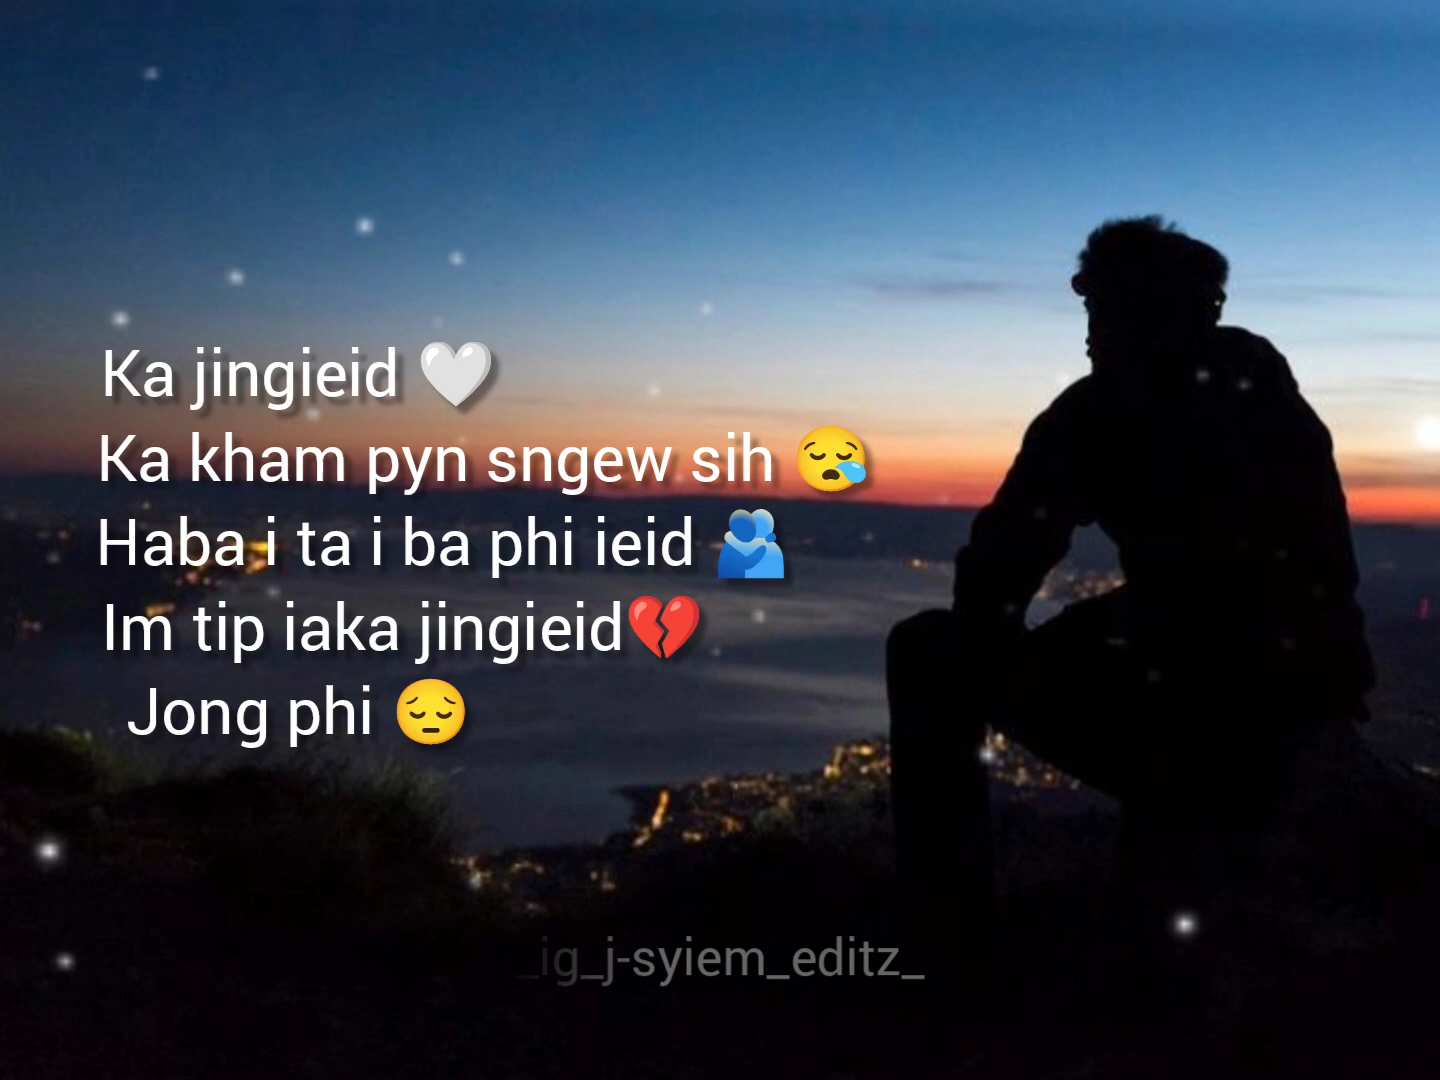 Ka jingieid 🤍
Ka kham pyn sngew sih 😪
Haba i ta i ba phi ieid 🫂
Im tip iaka jingieid💔
Jong phi 😔
_ig_j-syiem_editz_